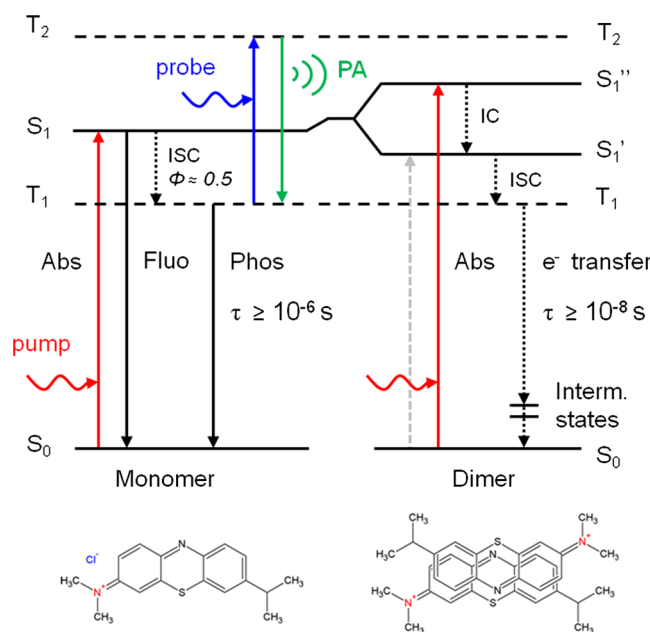 T₂
T₂
probe
PA
S₁''
S₁
IC
ISC
Φ ≈ 0.5
S₁'
ISC
T₁
T₁
Abs
Fluo
Phos
Abs
e⁻ transfer
τ ≥ 10⁻⁶ s
τ ≥ 10⁻⁸ s
pump
Interm.
states
S₀
S₀
Monomer
Dimer
Cl⁻
N
CH₃
H₃C
N⁺
S
CH₃
CH₃
CH₃
CH₃
H₃C
S
N⁺
CH₃
N
CH₃
H₃C
N⁺
N
CH₃
S
CH₃
CH₃